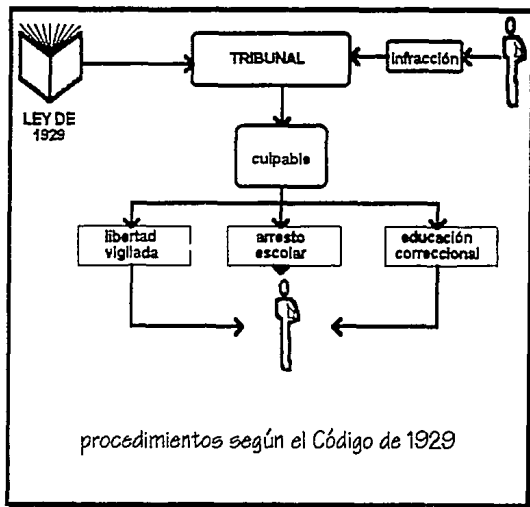 TRIBUNAL
infracción
LEY DE
1929
culpable
libertad
vigilada
arresto
escolar
educación
correccional
procedimientos según el Código de 1929